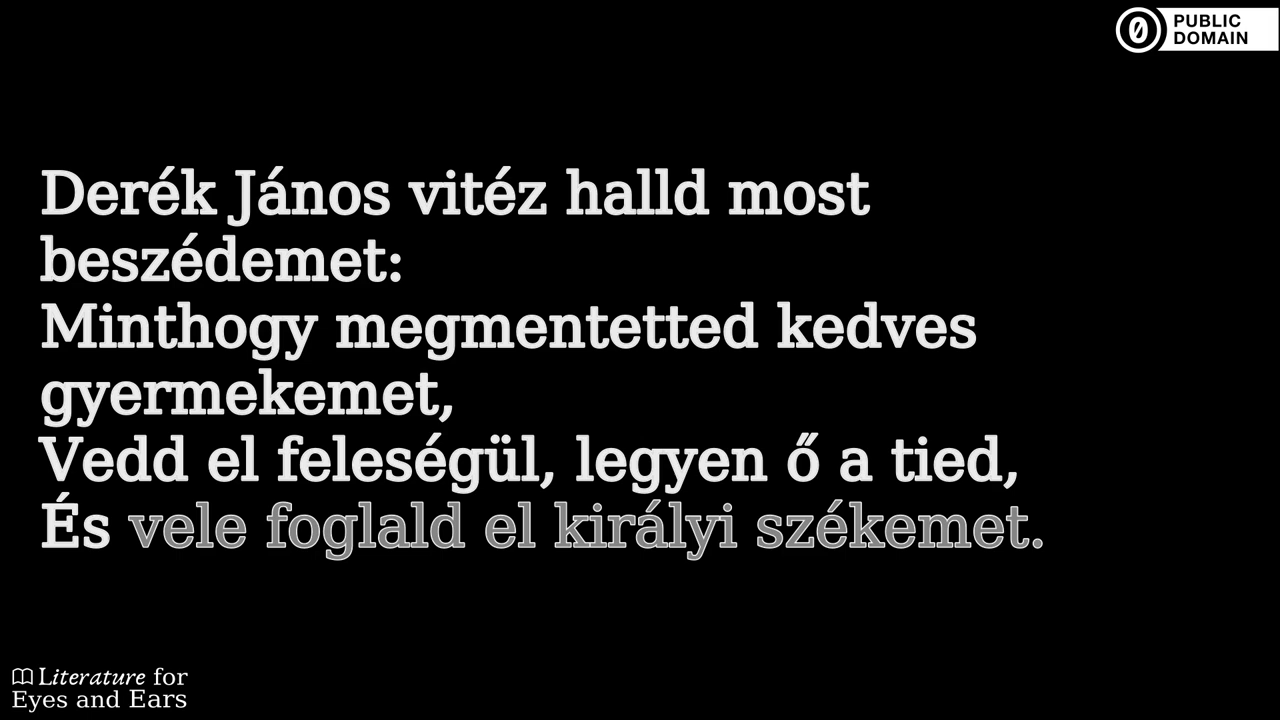 PUBLIC
DOMAIN
Derék János vitéz halld most
beszédemet:
Minthogy megmentetted kedves
gyermekemet,
Vedd el feleségül, legyen ő a tied,
És vele foglald el királyi székemet.
Literature for
Eyes and Ears